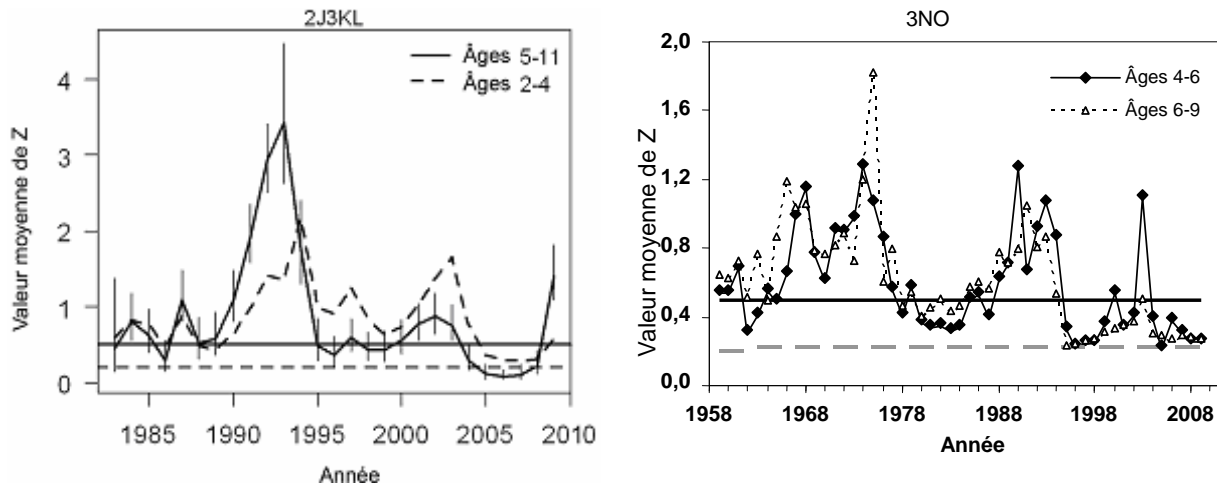 2J3KL
Valeur moyenne de Z
4
3
2
1
0
Âges 5-11
Âges 2-4
1985 1990 1995 2000 2005 2010
Année
3NO
Valeur moyenne de Z
2,0
1,6
1,2
0,8
0,4
0,0
Âges 4-6
Âges 6-9
1958 1968 1978 1988 1998 2008
Année